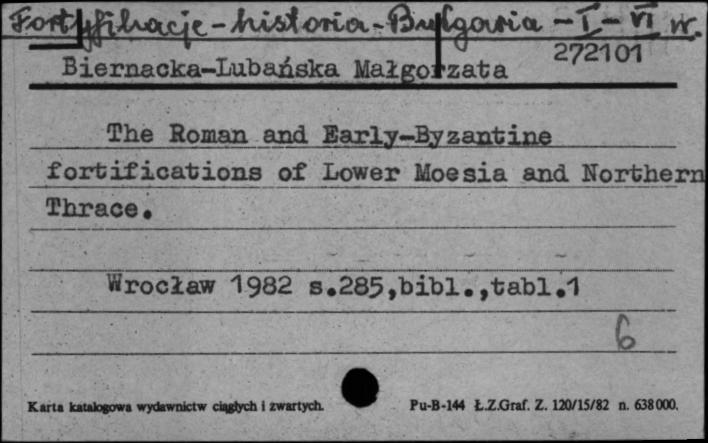 Fortyfikacje - historia - Bułgaria - I - VI w.
272101
Biernacka-Lubańska Małgorzata
The Roman and Early-Byzantine
fortifications of Lower Moesia and Northern
Thrace.
Wrocław 1982 s.285,bibl.,tabl.1
6
Karta katalogowa wydawnictw ciągłych i zwartych. Pu-B-144 Ł.Z.Graf. Z. 120/15/82 n. 638000.